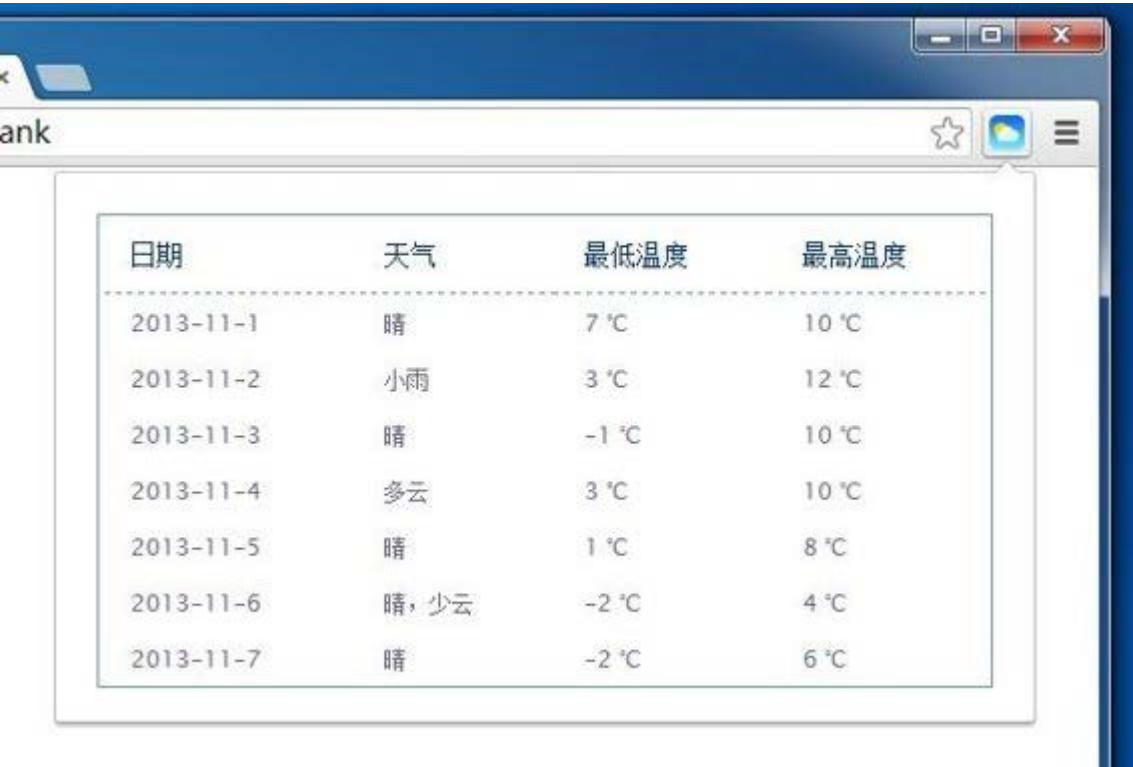 ank
日期 天气 最低温度 最高温度
2013-11-1 晴 7 ℃ 10 ℃
2013-11-2 小雨 3 ℃ 12 ℃
2013-11-3 晴 -1 ℃ 10 ℃
2013-11-4 多云 3 ℃ 10 ℃
2013-11-5 晴 1 ℃ 8 ℃
2013-11-6 晴，少云 -2 ℃ 4 ℃
2013-11-7 晴 -2 ℃ 6 ℃